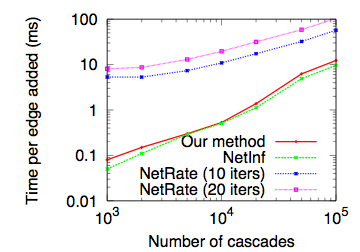 Time per edge added (ms)
100
10
1
0.1
0.01
Our method
NetInf
NetRate (10 iters)
NetRate (20 iters)
10³
10⁴
10⁵
Number of cascades